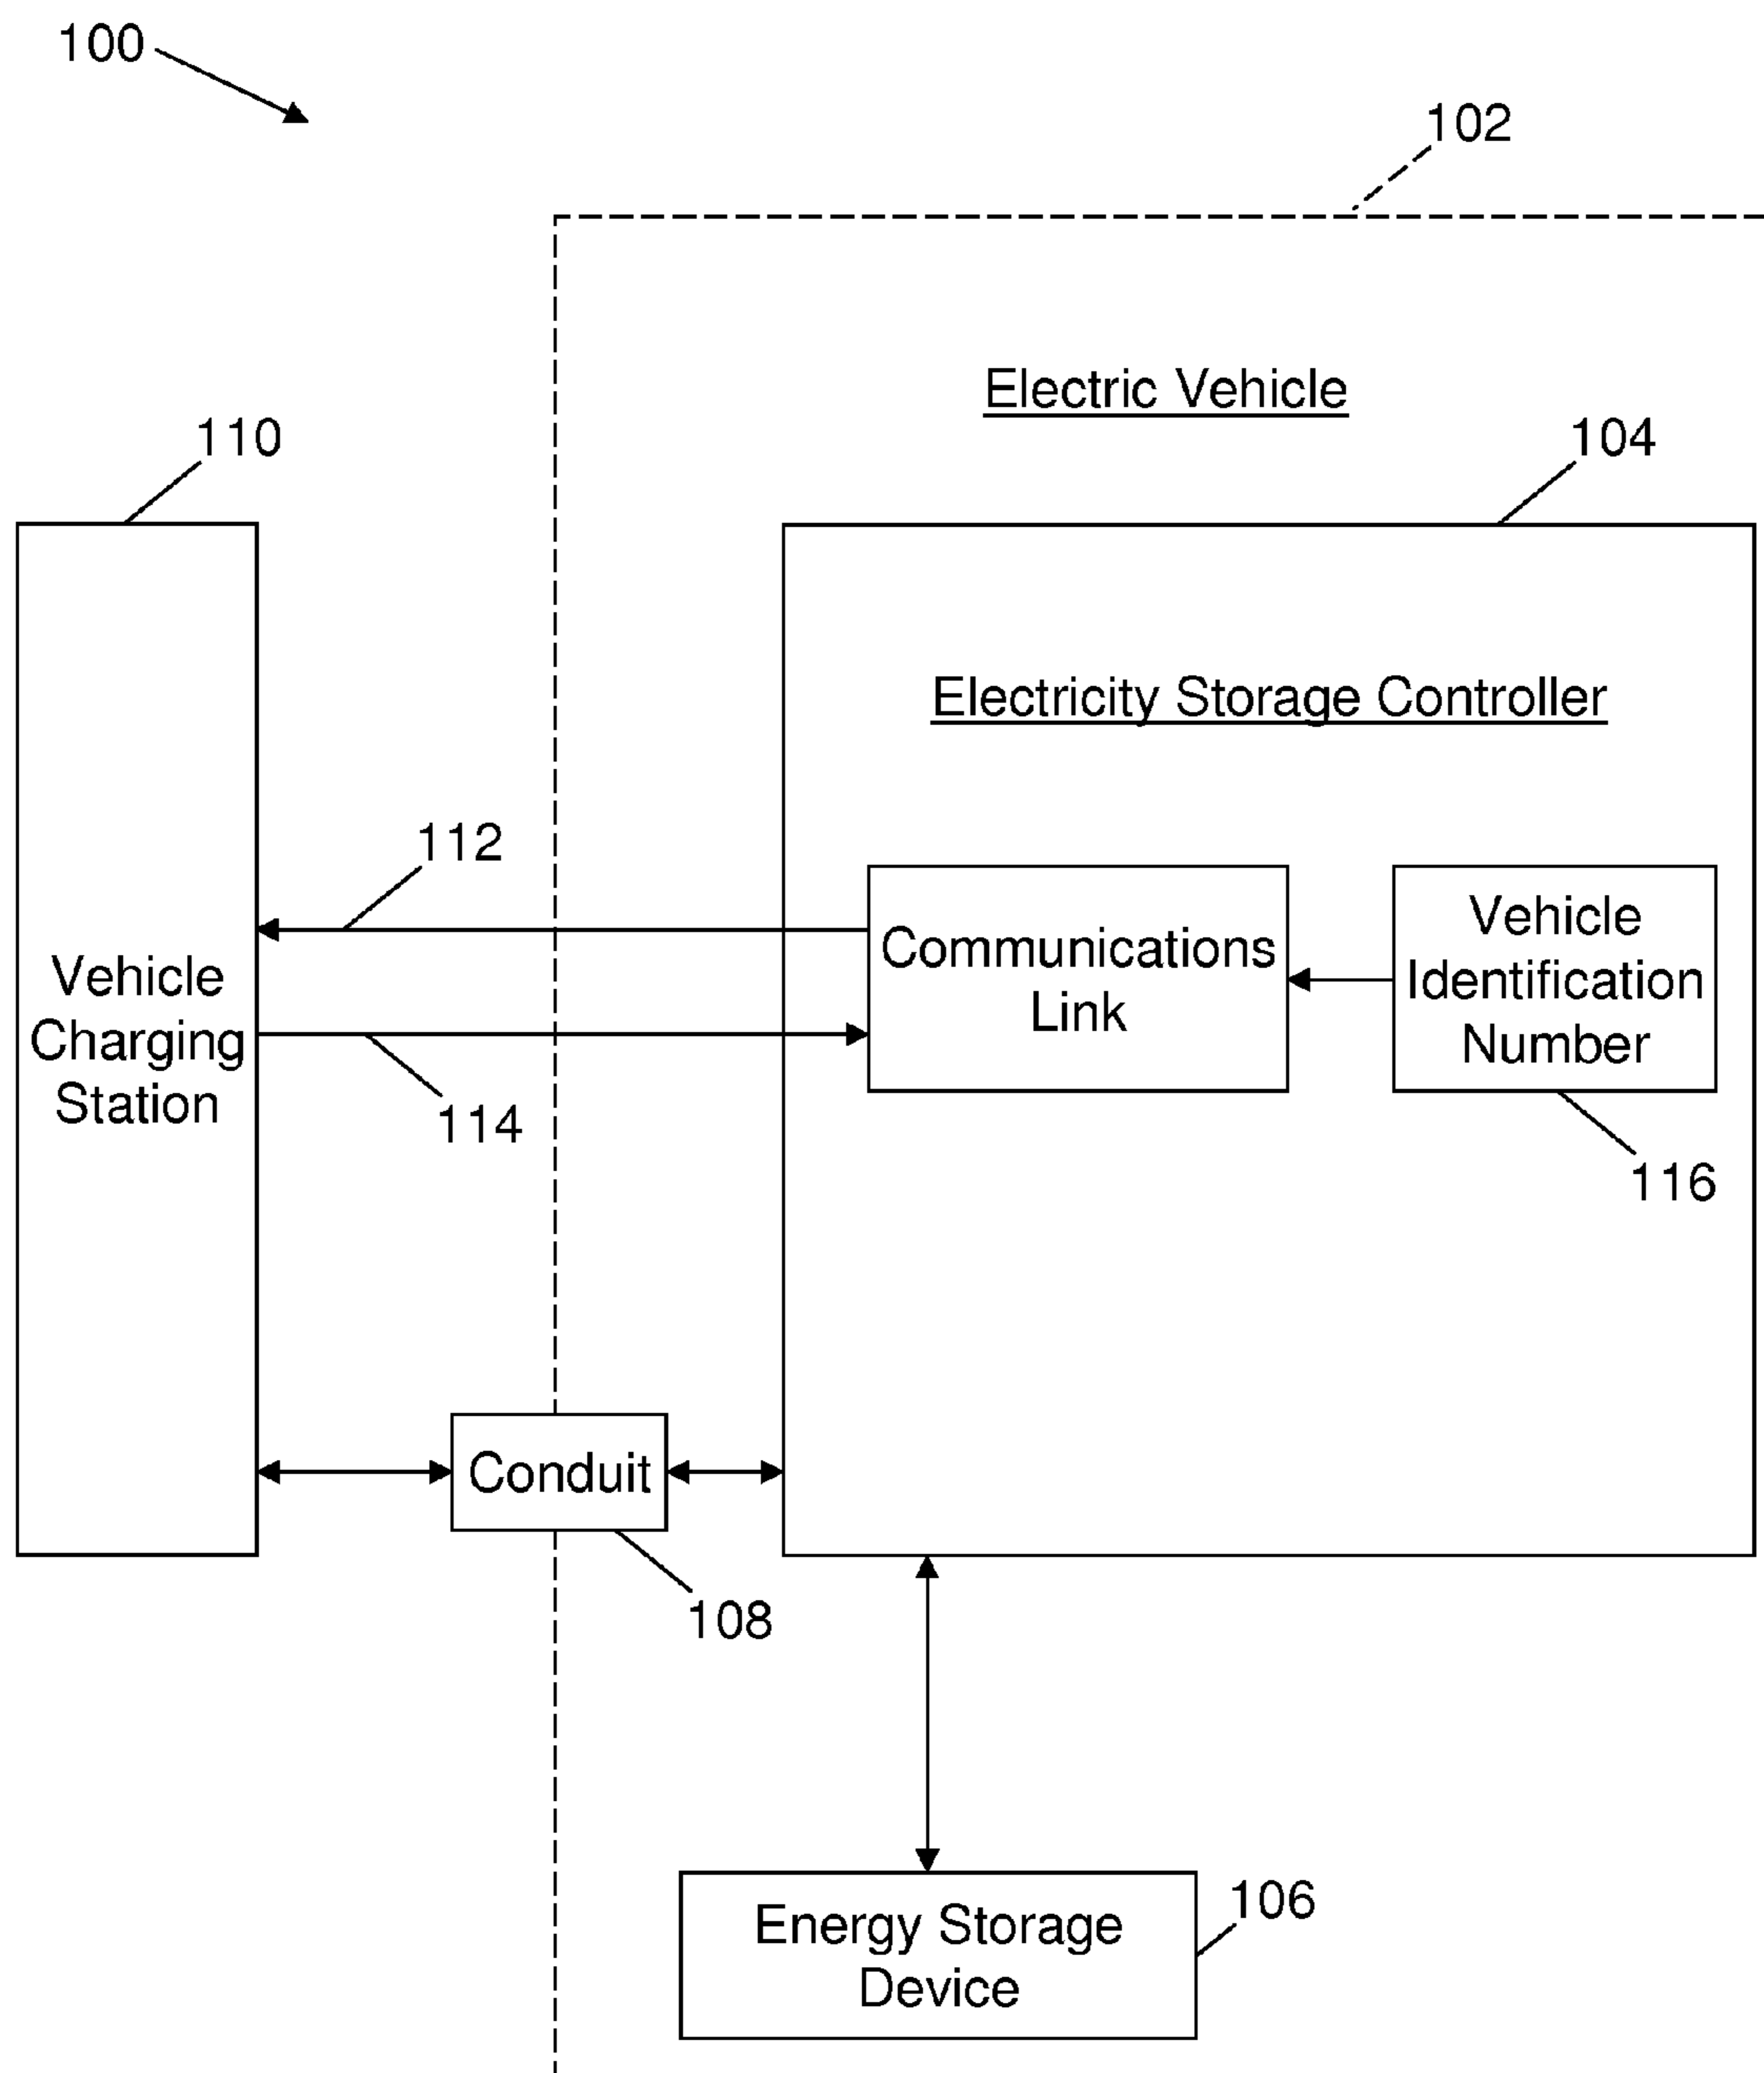 100
102
Electric Vehicle
110
104
Electricity Storage Controller
112
Vehicle
Charging
Station
Communications
Link
Vehicle
Identification
Number
114
116
Conduit
108
106
Energy Storage
Device